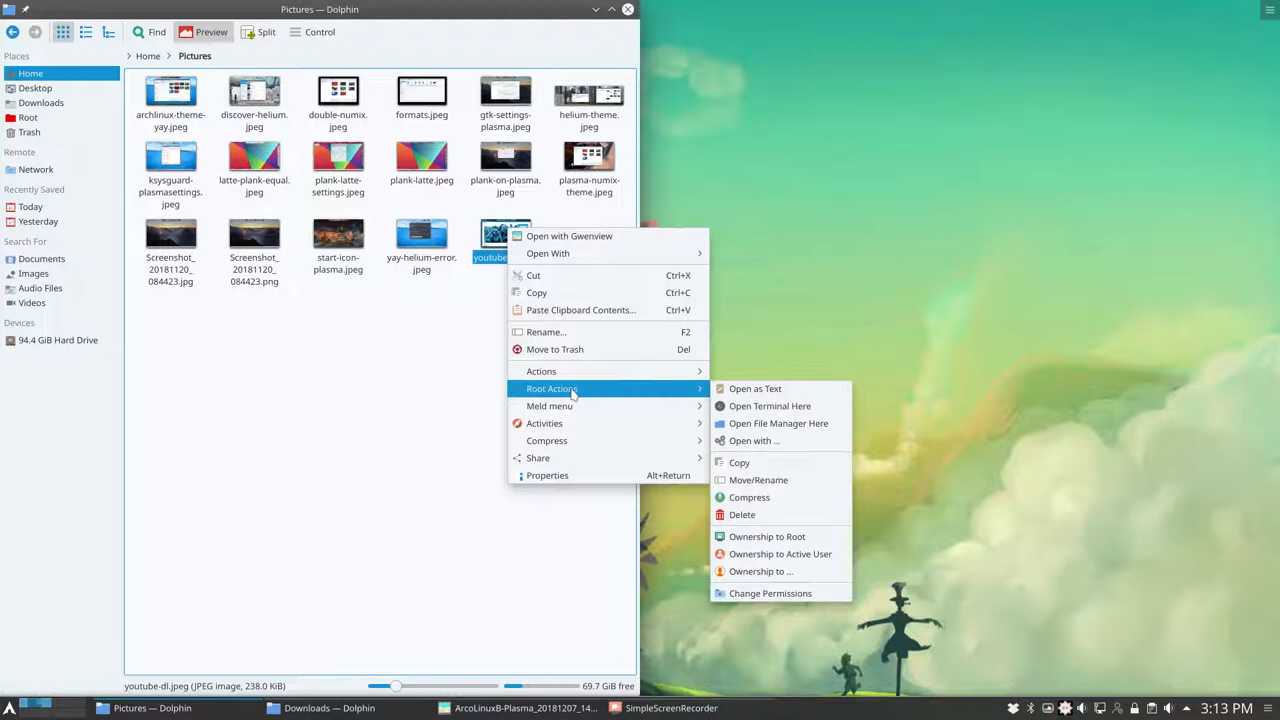 Pictures — Dolphin
Find
Preview
Split
Control
Places
Home
Desktop
Downloads
Root
Trash
Remote
Network
Recently Saved
Today
Yesterday
Search For
Documents
Images
Audio Files
Videos
Devices
94.4 GiB Hard Drive
Home
Pictures
archlinux-theme-
yay.jpeg
discover-helium.
jpeg
double-numix.
jpeg
formats.jpeg
gtk-settings-
plasma.jpeg
helium-theme.
jpeg
ksysguard-
plasmasettings.
jpeg
latte-plank-equal.
jpeg
plank-latte-
settings.jpeg
plank-latte.jpeg
plank-on-plasma.
jpeg
plasma-numix-
theme.jpeg
Screenshot_
20181120_
084423.jpg
Screenshot_
20181120_
084423.png
start-icon-
plasma.jpeg
yay-helium-error.
jpeg
youtube
Open with Gwenview
Open With
Cut Ctrl+X
Copy Ctrl+C
Paste Clipboard Contents... Ctrl+V
Rename... F2
Move to Trash Del
Actions
Root Actions
Meld menu
Activities
Compress
Share
Properties Alt+Return
Open as Text
Open Terminal Here
Open File Manager Here
Open with ...
Copy
Move/Rename
Compress
Delete
Ownership to Root
Ownership to Active User
Ownership to ...
Change Permissions
youtube-dl.jpeg (JPEG image, 238.0 KiB)
69.7 GiB free
Pictures — Dolphin
Downloads — Dolphin
ArcoLinuxB-Plasma_20181207_14...
SimpleScreenRecorder
3:13 PM